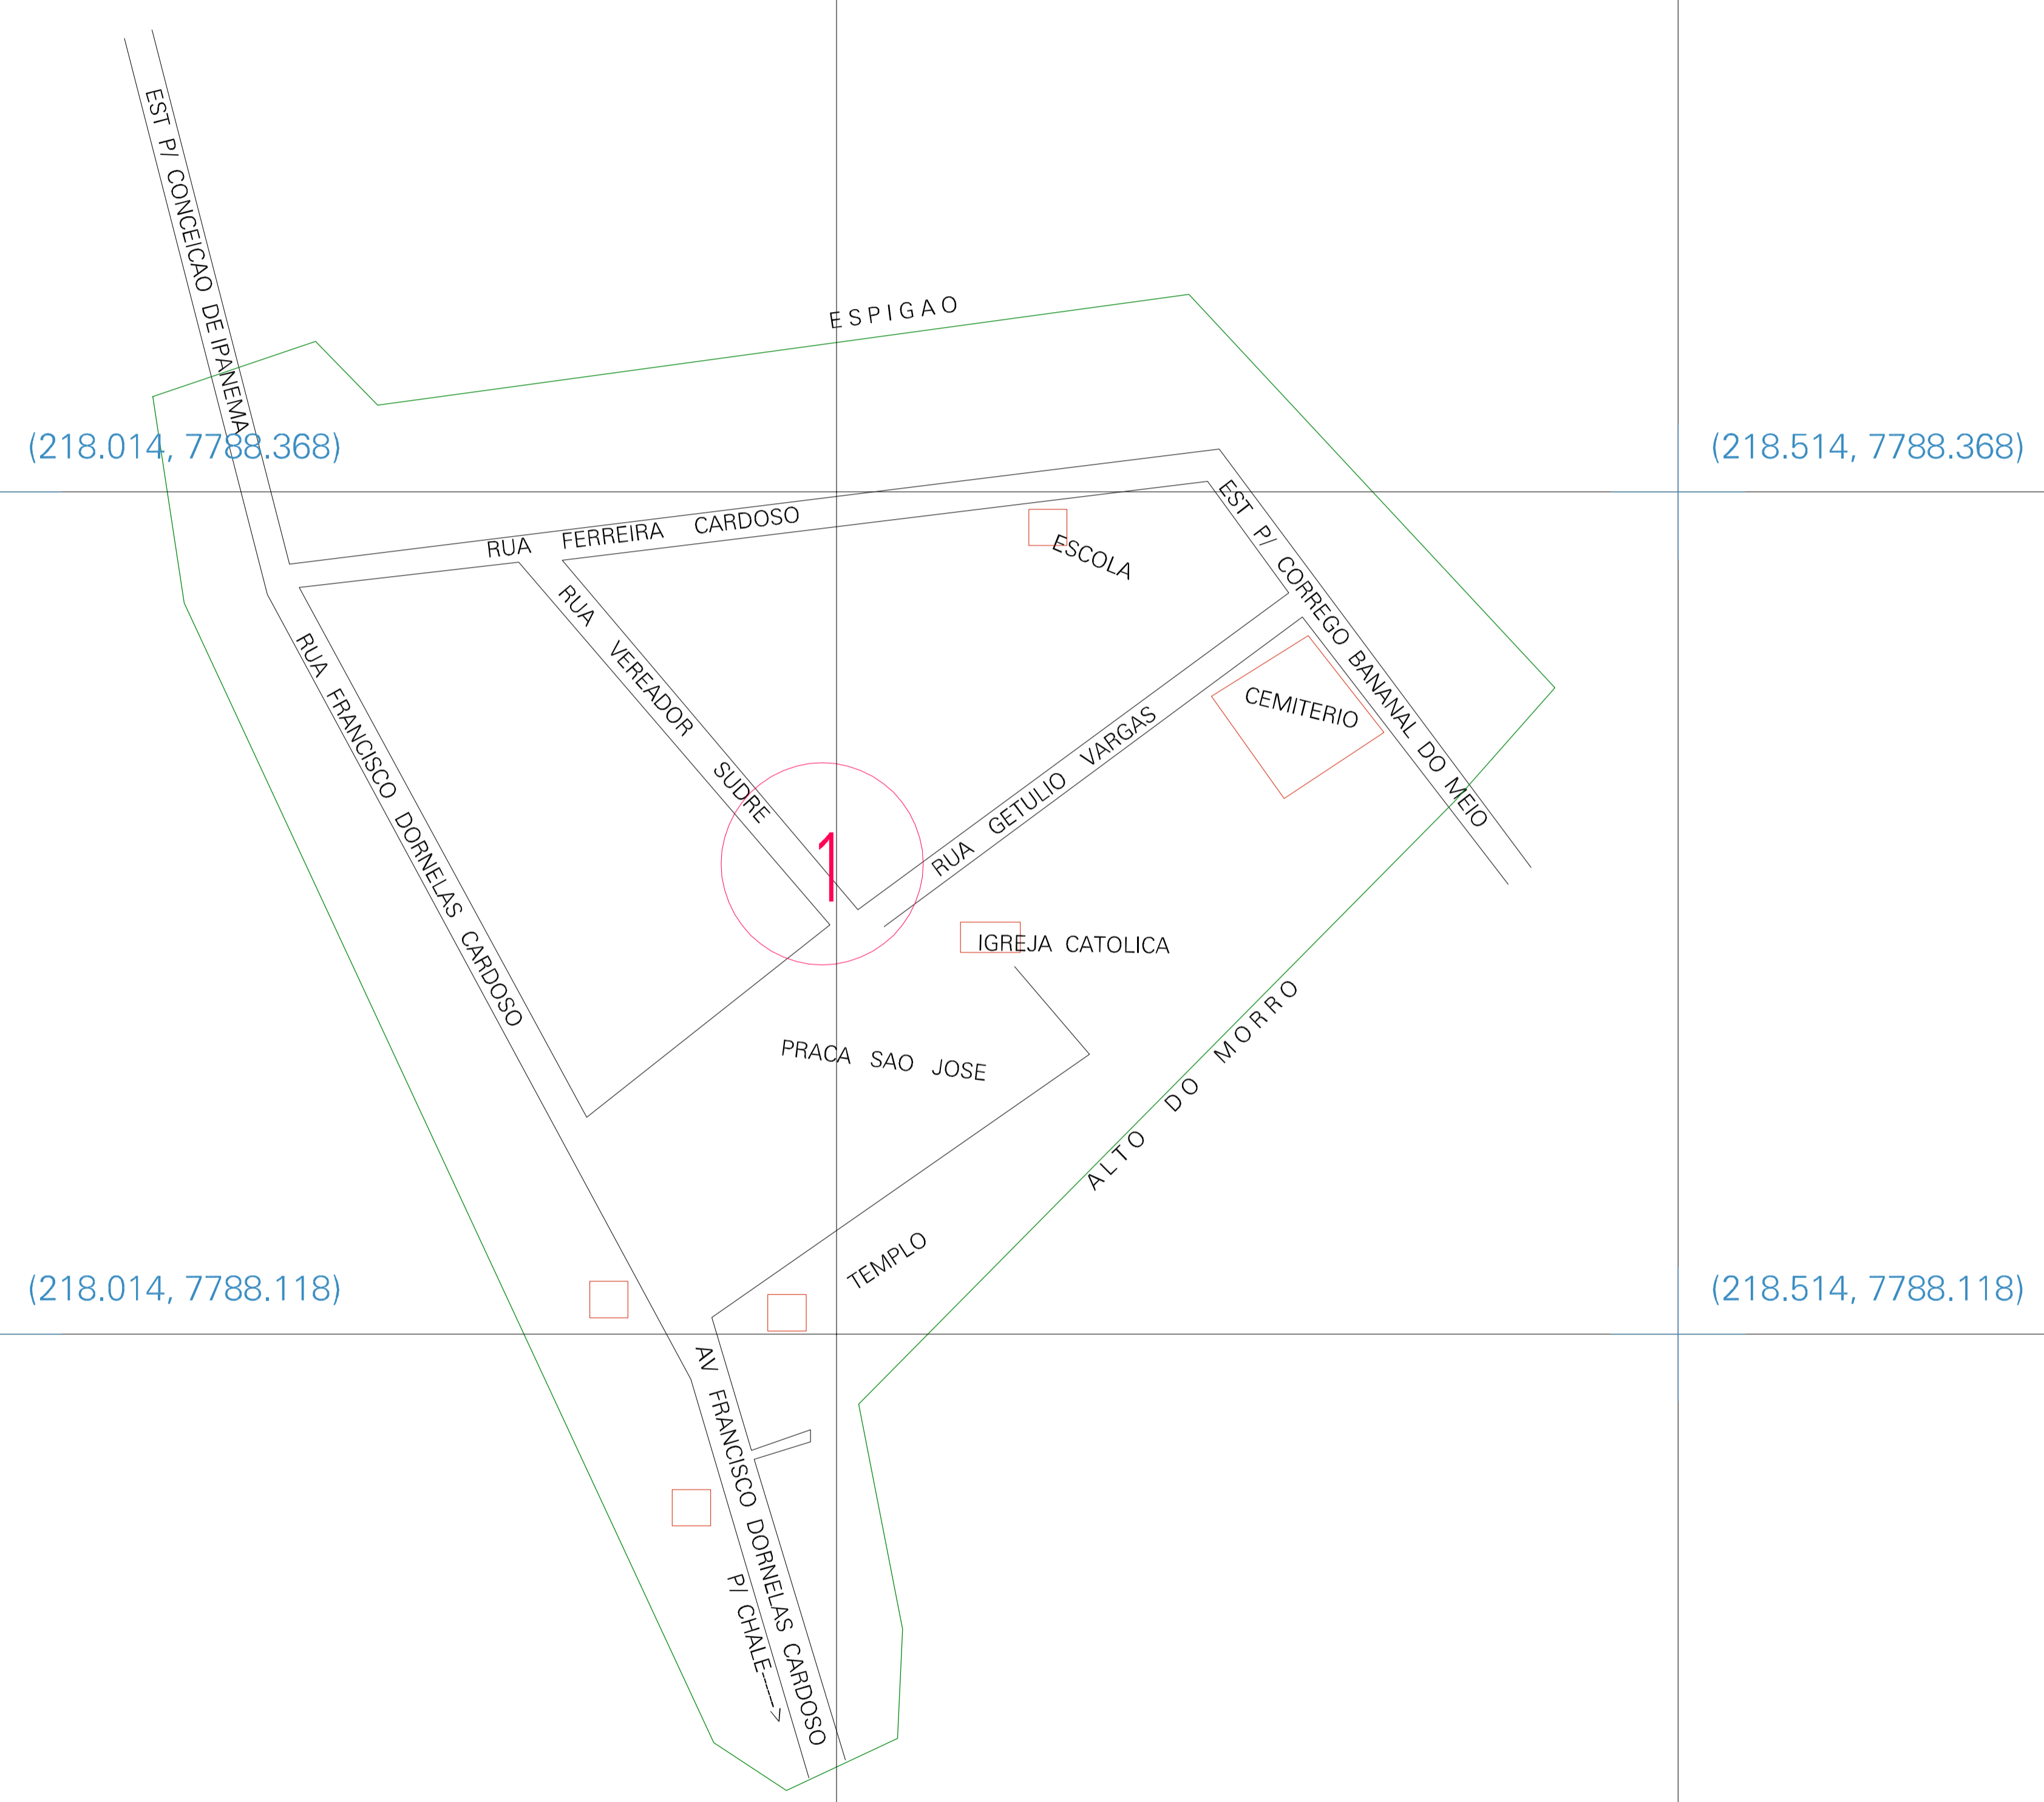 EST P/ CONCEICAO DE IPANEMA
ESPIGAO
(218.014, 7788.368)
(218.514, 7788.368)
RUA FERREIRA CARDOSO
EST P/ CORREGO BANANAL DO MEIO
ESCOLA
RUA VEREADOR SUDRE
RUA FRANCISCO DORNELAS CARDOSO
CEMITERIO
RUA GETULIO VARGAS
1
IGREJA CATOLICA
PRACA SAO JOSE
ALTO DO MORRO
TEMPLO
(218.014, 7788.118)
(218.514, 7788.118)
AV FRANCISCO DORNELAS CARDOSO
P/ CHALE----->